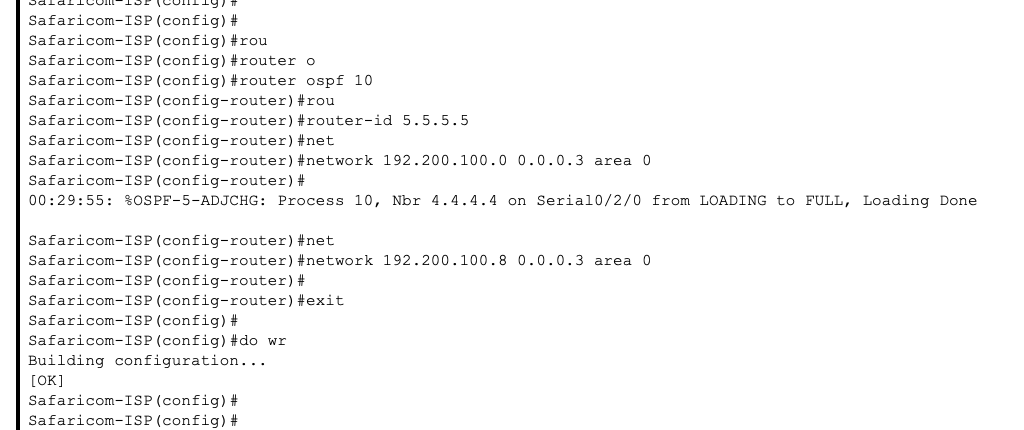 Safaricom-ISP(config)#
Safaricom-ISP(config)#
Safaricom-ISP(config)#rou
Safaricom-ISP(config)#router o
Safaricom-ISP(config)#router ospf 10
Safaricom-ISP(config-router)#rou
Safaricom-ISP(config-router)#router-id 5.5.5.5
Safaricom-ISP(config-router)#net
Safaricom-ISP(config-router)#network 192.200.100.0 0.0.0.3 area 0
Safaricom-ISP(config-router)#
00:29:55: %OSPF-5-ADJCHG: Process 10, Nbr 4.4.4.4 on Serial0/2/0 from LOADING to FULL, Loading Done
Safaricom-ISP(config-router)#net
Safaricom-ISP(config-router)#network 192.200.100.8 0.0.0.3 area 0
Safaricom-ISP(config-router)#
Safaricom-ISP(config-router)#exit
Safaricom-ISP(config)#
Safaricom-ISP(config)#do wr
Building configuration...
[OK]
Safaricom-ISP(config)#
Safaricom-ISP(config)#